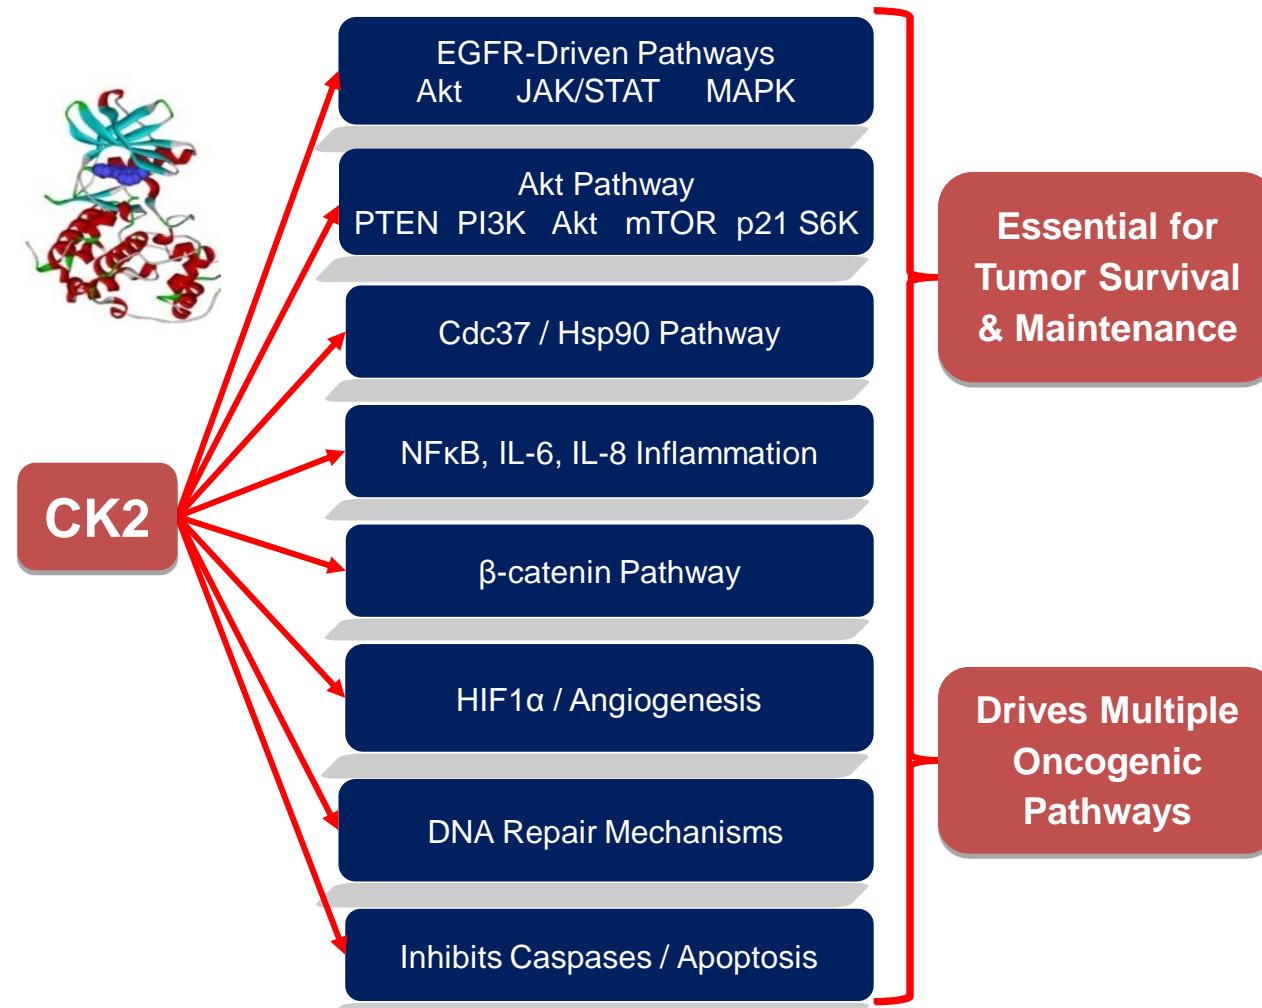 EGFR-Driven Pathways
Akt JAK/STAT MAPK
Akt Pathway
PTEN PI3K Akt mTOR p21 S6K
Cdc37 / Hsp90 Pathway
NFκB, IL-6, IL-8 Inflammation
CK2
β-catenin Pathway
HIF1α / Angiogenesis
DNA Repair Mechanisms
Inhibits Caspases / Apoptosis
Essential for
Tumor Survival
& Maintenance
Drives Multiple
Oncogenic
Pathways